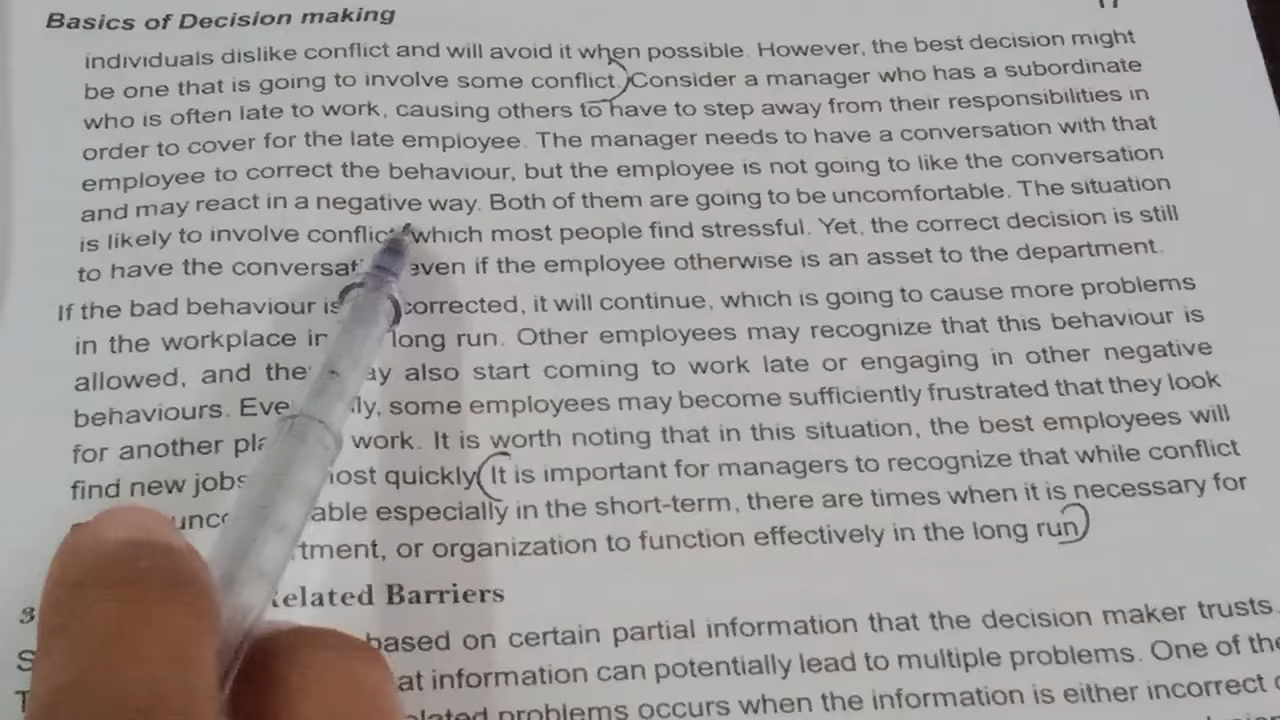 Basics of Decision making
individuals dislike conflict and will avoid it when possible. However, the best decision might
be one that is going to involve some conflict. Consider a manager who has a subordinate
who is often late to work, causing others to have to step away from their responsibilities in
order to cover for the late employee. The manager needs to have a conversation with that
employee to correct the behaviour, but the employee is not going to like the conversation
and may react in a negative way. Both of them are going to be uncomfortable. The situation
is likely to involve conflict which most people find stressful. Yet, the correct decision is still
to have the even if the employee otherwise is an asset to the department.
If the bad behaviour is corrected, it will continue, which is going to cause more problems
in the workplace in long run. Other employees may recognize that this behaviour is
allowed, and also start coming to work late or engaging in other negative
behaviours. some employees may become sufficiently frustrated that they look
for another work. It is worth noting that in this situation, the best employees will
find new jobs quickly. It is important for managers to recognize that while conflict
especially in the short-term, there are times when it is necessary for
or organization to function effectively in the long run
3
Related Barriers
based on certain partial information that the decision maker trusts.
information can potentially lead to multiple problems. One of the
problems occurs when the information is either incorrect